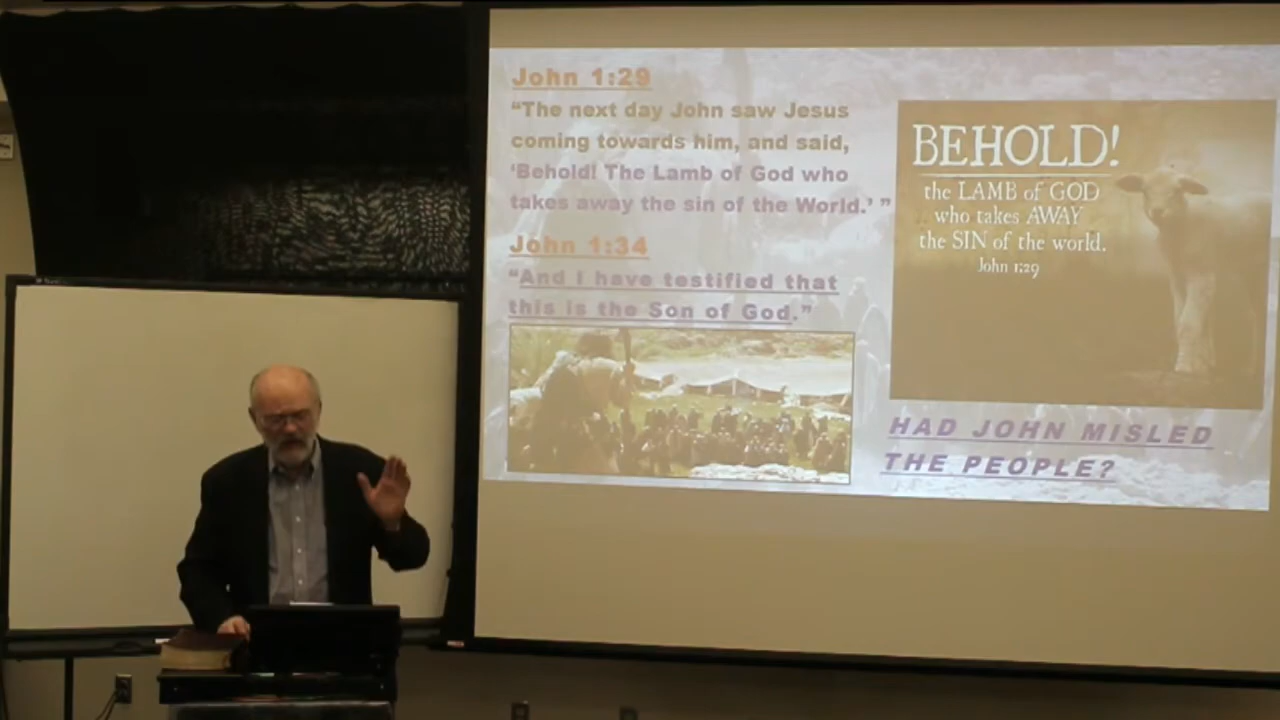 John 1:29
“The next day John saw Jesus
coming towards him, and said,
‘Behold! The Lamb of God who
takes away the sin of the World.’ ”
John 1:34
“And I have testified that
this is the Son of God.”
BEHOLD!
the LAMB of GOD
who takes AWAY
the SIN of the world.
John 1:29
HAD JOHN MISLED
THE PEOPLE?